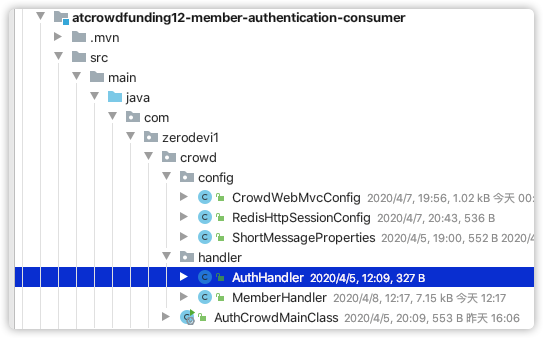 atcrowdfunding12-member-authentication-consumer
.mvn
src
main
java
com
zerodevi1
crowd
config
CrowdWebMvcConfig 2020/4/7, 19:56, 1.02 kB 今天 00:
RedisHttpSessionConfig 2020/4/7, 20:43, 536 B
ShortMessageProperties 2020/4/5, 19:00, 552 B 2020/4
handler
AuthHandler 2020/4/5, 12:09, 327 B
MemberHandler 2020/4/8, 12:17, 7.15 kB 今天 12:17
AuthCrowdMainClass 2020/4/5, 20:09, 553 B 昨天 16:06